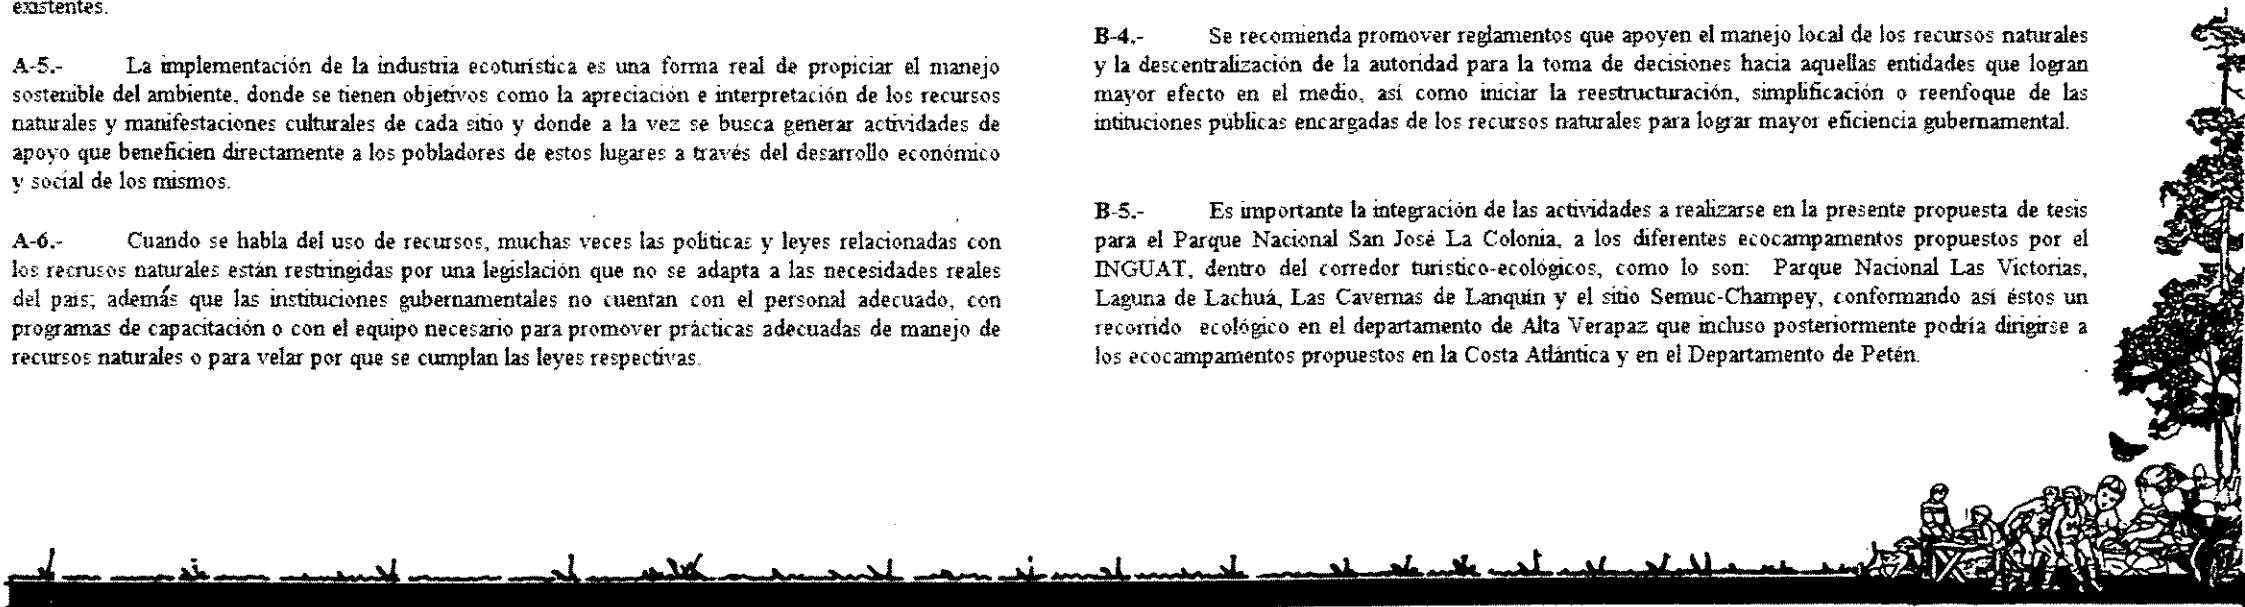 existentes.
A-5.- La implementación de la industria ecoturística es una forma real de propiciar el manejo
sostenible del ambiente, donde se tienen objetivos como la apreciación e interpretación de los recursos
naturales y manifestaciones culturales de cada sitio y donde a la vez se busca generar actividades de
apoyo que beneficien directamente a los pobladores de estos lugares a través del desarrollo económico
y social de los mismos.
A-6.- Cuando se habla del uso de recursos, muchas veces las políticas y leyes relacionadas con
los recrusos naturales están restringidas por una legislación que no se adapta a las necesidades reales
del país; además que las instituciones gubernamentales no cuentan con el personal adecuado, con
programas de capacitación o con el equipo necesario para promover prácticas adecuadas de manejo de
recursos naturales o para velar por que se cumplan las leyes respectivas.
B-4.- Se recomienda promover reglamentos que apoyen el manejo local de los recursos naturales
y la descentralización de la autoridad para la toma de decisiones hacia aquellas entidades que logran
mayor efecto en el medio, así como iniciar la reestructuración, simplificación o reenfoque de las
intituciones públicas encargadas de los recursos naturales para lograr mayor eficiencia gubernamental.
B-5.- Es importante la integración de las actividades a realizarse en la presente propuesta de tesis
para el Parque Nacional San José La Colonia, a los diferentes ecocampamentos propuestos por el
INGUAT, dentro del corredor turístico-ecológicos, como lo son: Parque Nacional Las Victorias,
Laguna de Lachuá, Las Cavernas de Lanquín y el sitio Semuc-Champey, conformando así éstos un
recorrido ecológico en el departamento de Alta Verapaz que incluso posteriormente podría dirigirse a
los ecocampamentos propuestos en la Costa Atlántica y en el Departamento de Petén.